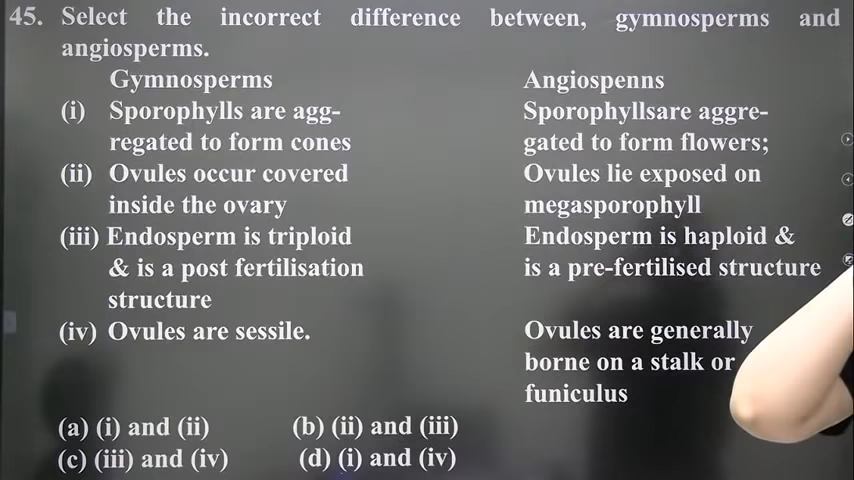 45. Select the incorrect difference between, gymnosperms and
angiosperms.
Gymnosperms Angiospenns
(i) Sporophylls are agg- Sporophyllsare aggre-
regated to form cones gated to form flowers;
(ii) Ovules occur covered Ovules lie exposed on
inside the ovary megasporophyll
(iii) Endosperm is triploid Endosperm is haploid &
& is a post fertilisation is a pre-fertilised structure
structure
(iv) Ovules are sessile. Ovules are generally
borne on a stalk or
funiculus
(a) (i) and (ii) (b) (ii) and (iii)
(c) (iii) and (iv) (d) (i) and (iv)